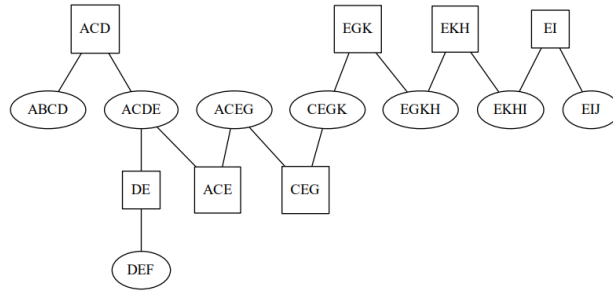 ACD
EGK
EKH
EI
ABCD
ACDE
ACEG
CEGK
EGKH
EKHI
EIJ
DE
ACE
CEG
DEF